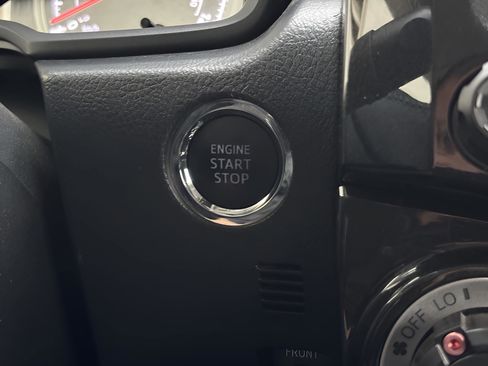 ENGINE
START
STOP
OFF LO
FRONT